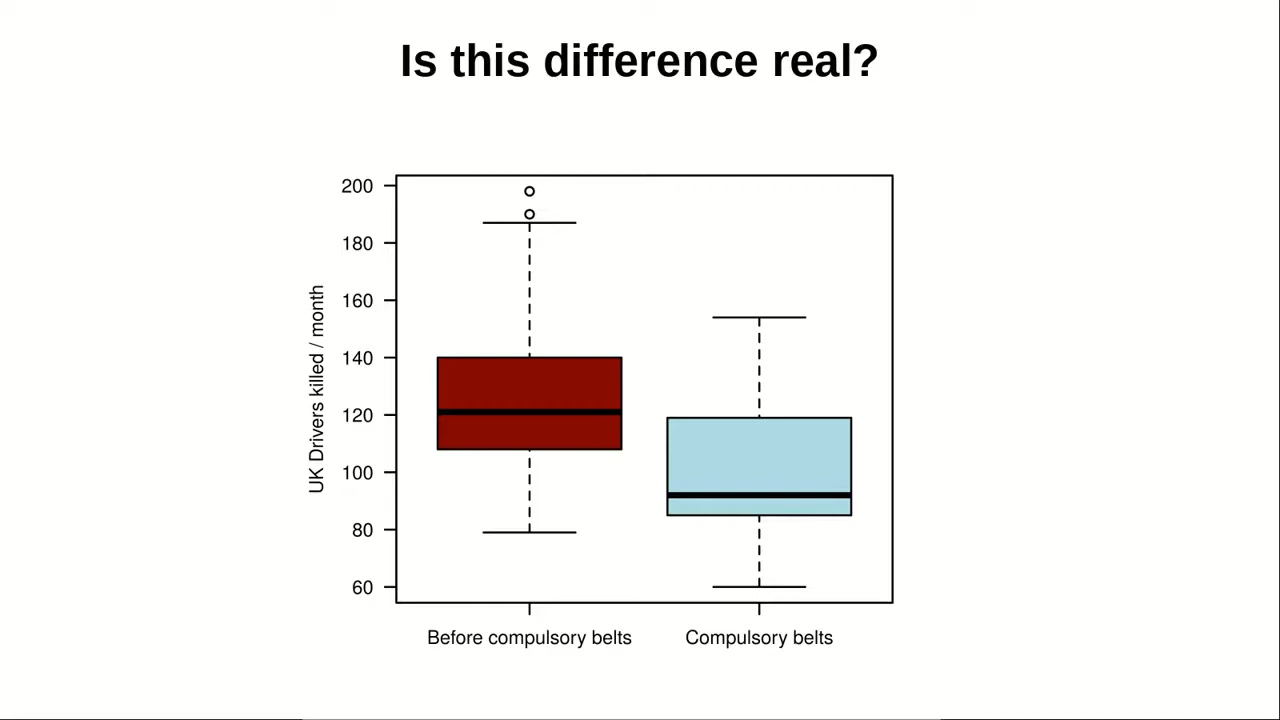 Is this difference real?
200
180
160
140
120
100
80
60
UK Drivers killed / month
Before compulsory belts
Compulsory belts